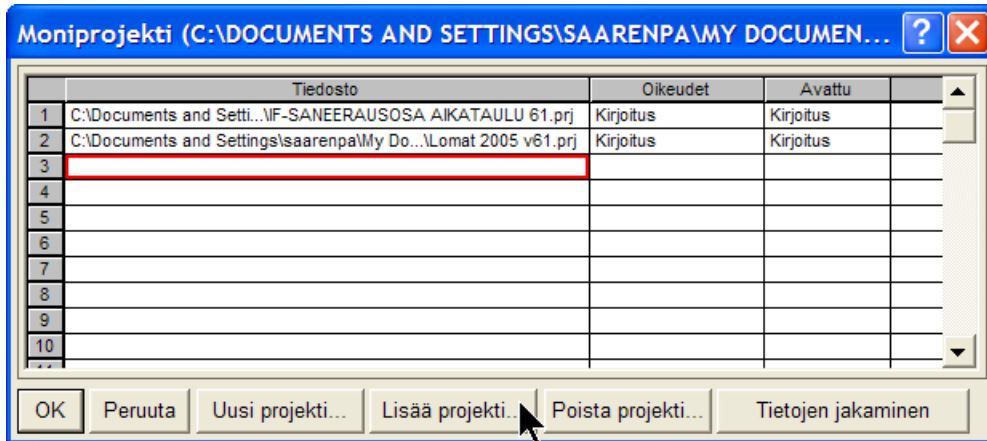 Moniprojekti (C:\DOCUMENTS AND SETTINGS\SAARENPA\MY DOCUMEN... ?
Tiedosto Oikeudet Avattu
1 C:\Documents and Setti...\IF-SANEERAUSOSA AIKATAULU 61.prj Kirjoitus Kirjoitus
2 C:\Documents and Settings\saarenpa\My Do...\Lomat 2005 v61.prj Kirjoitus Kirjoitus
3
4
5
6
7
8
9
10
OK Peruuta Uusi projekti... Lisää projekti... Poista projekti... Tietojen jakaminen